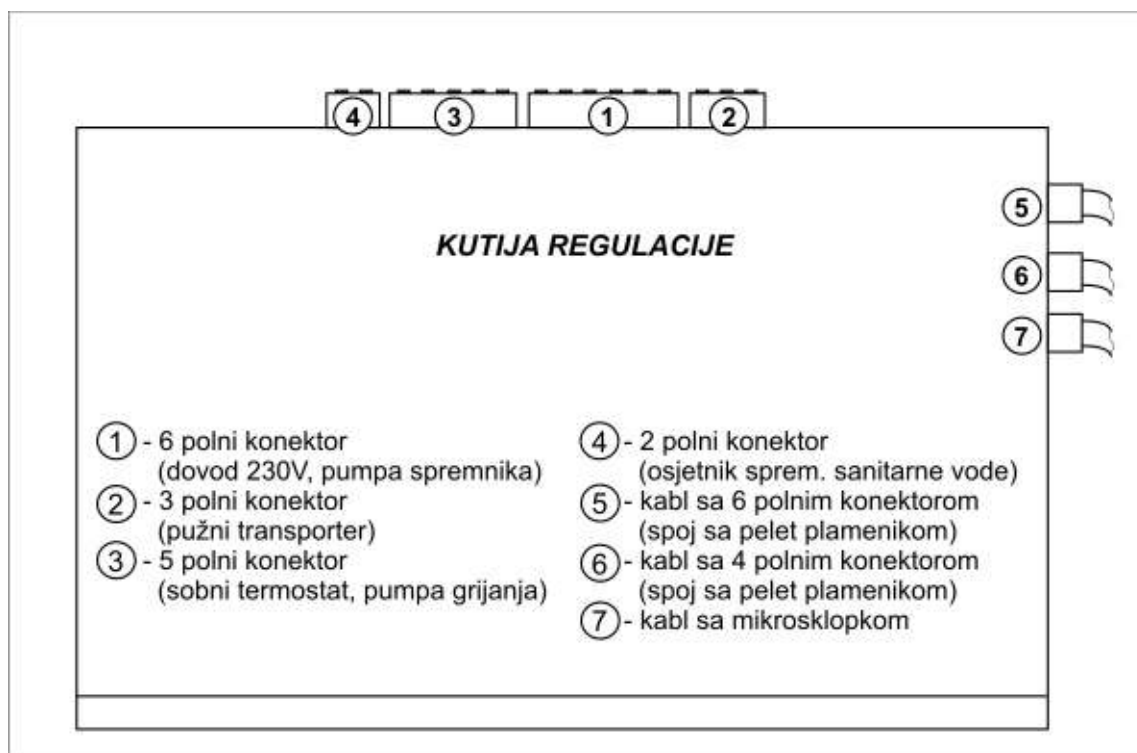 4 3 1 2
5
KUTIJA REGULACIJE
6
7
1 - 6 polni konektor
(dovod 230V, pumpa spremnika)
2 - 3 polni konektor
(pužni transporter)
3 - 5 polni konektor
(sobni termostat, pumpa grijanja)
4 - 2 polni konektor
(osjetnik sprem. sanitarne vode)
5 - kabl sa 6 polnim konektorom
(spoj sa pelet plamenikom)
6 - kabl sa 4 polnim konektorom
(spoj sa pelet plamenikom)
7 - kabl sa mikrosklopkom